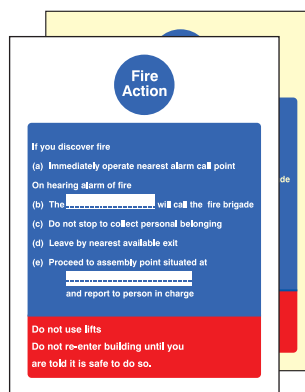 Fire
Action
If you discover fire
(a) Immediately operate nearest alarm call point
On hearing alarm of fire
(b) The will call the fire brigade
(c) Do not stop to collect personal belonging
(d) Leave by nearest available exit
(e) Proceed to assembly point situated at
and report to person in charge
Do not use lifts
Do not re-enter building until you
are told it is safe to do so.
de